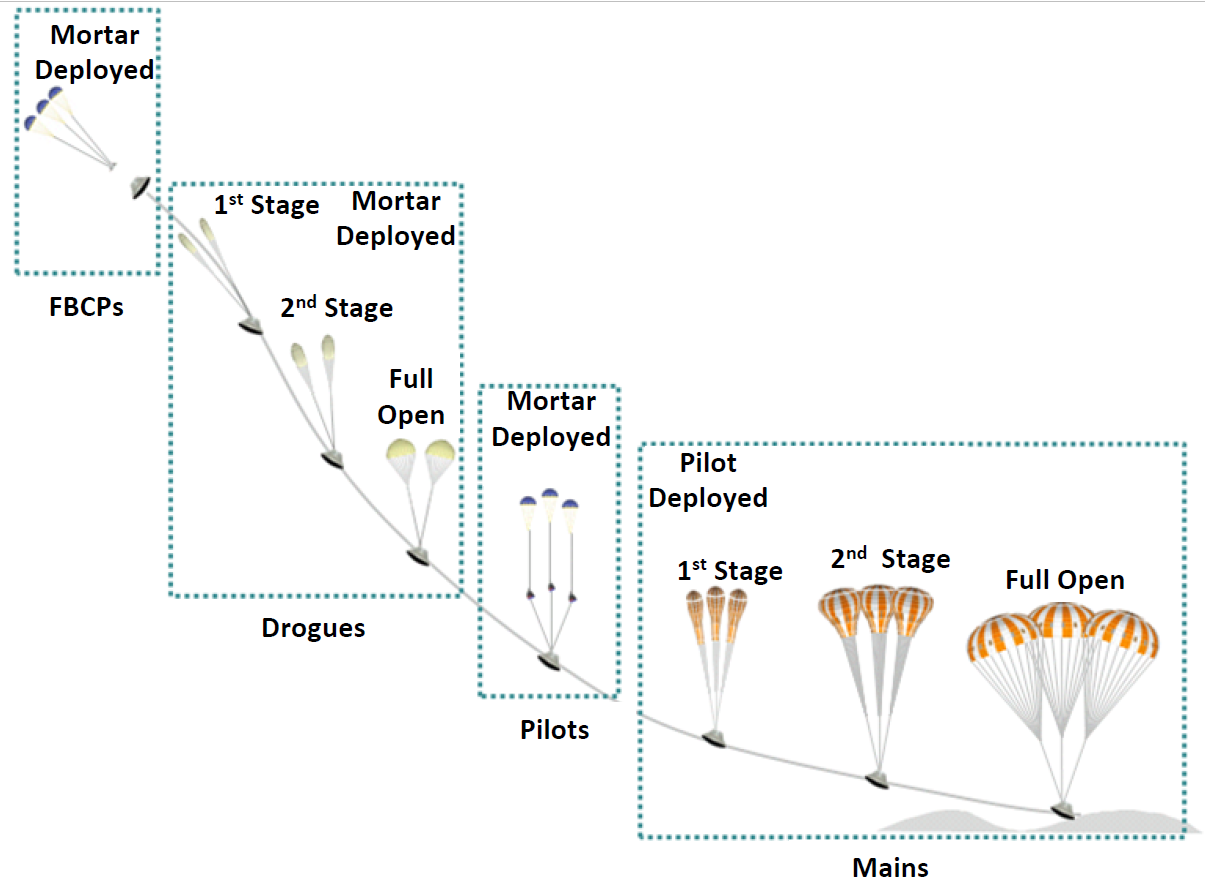 Mortar
Deployed
FBCPs
1st Stage
Mortar
Deployed
2nd Stage
Full
Open
Drogues
Mortar
Deployed
Pilots
Pilot
Deployed
1st Stage
2nd Stage
Full Open
Mains